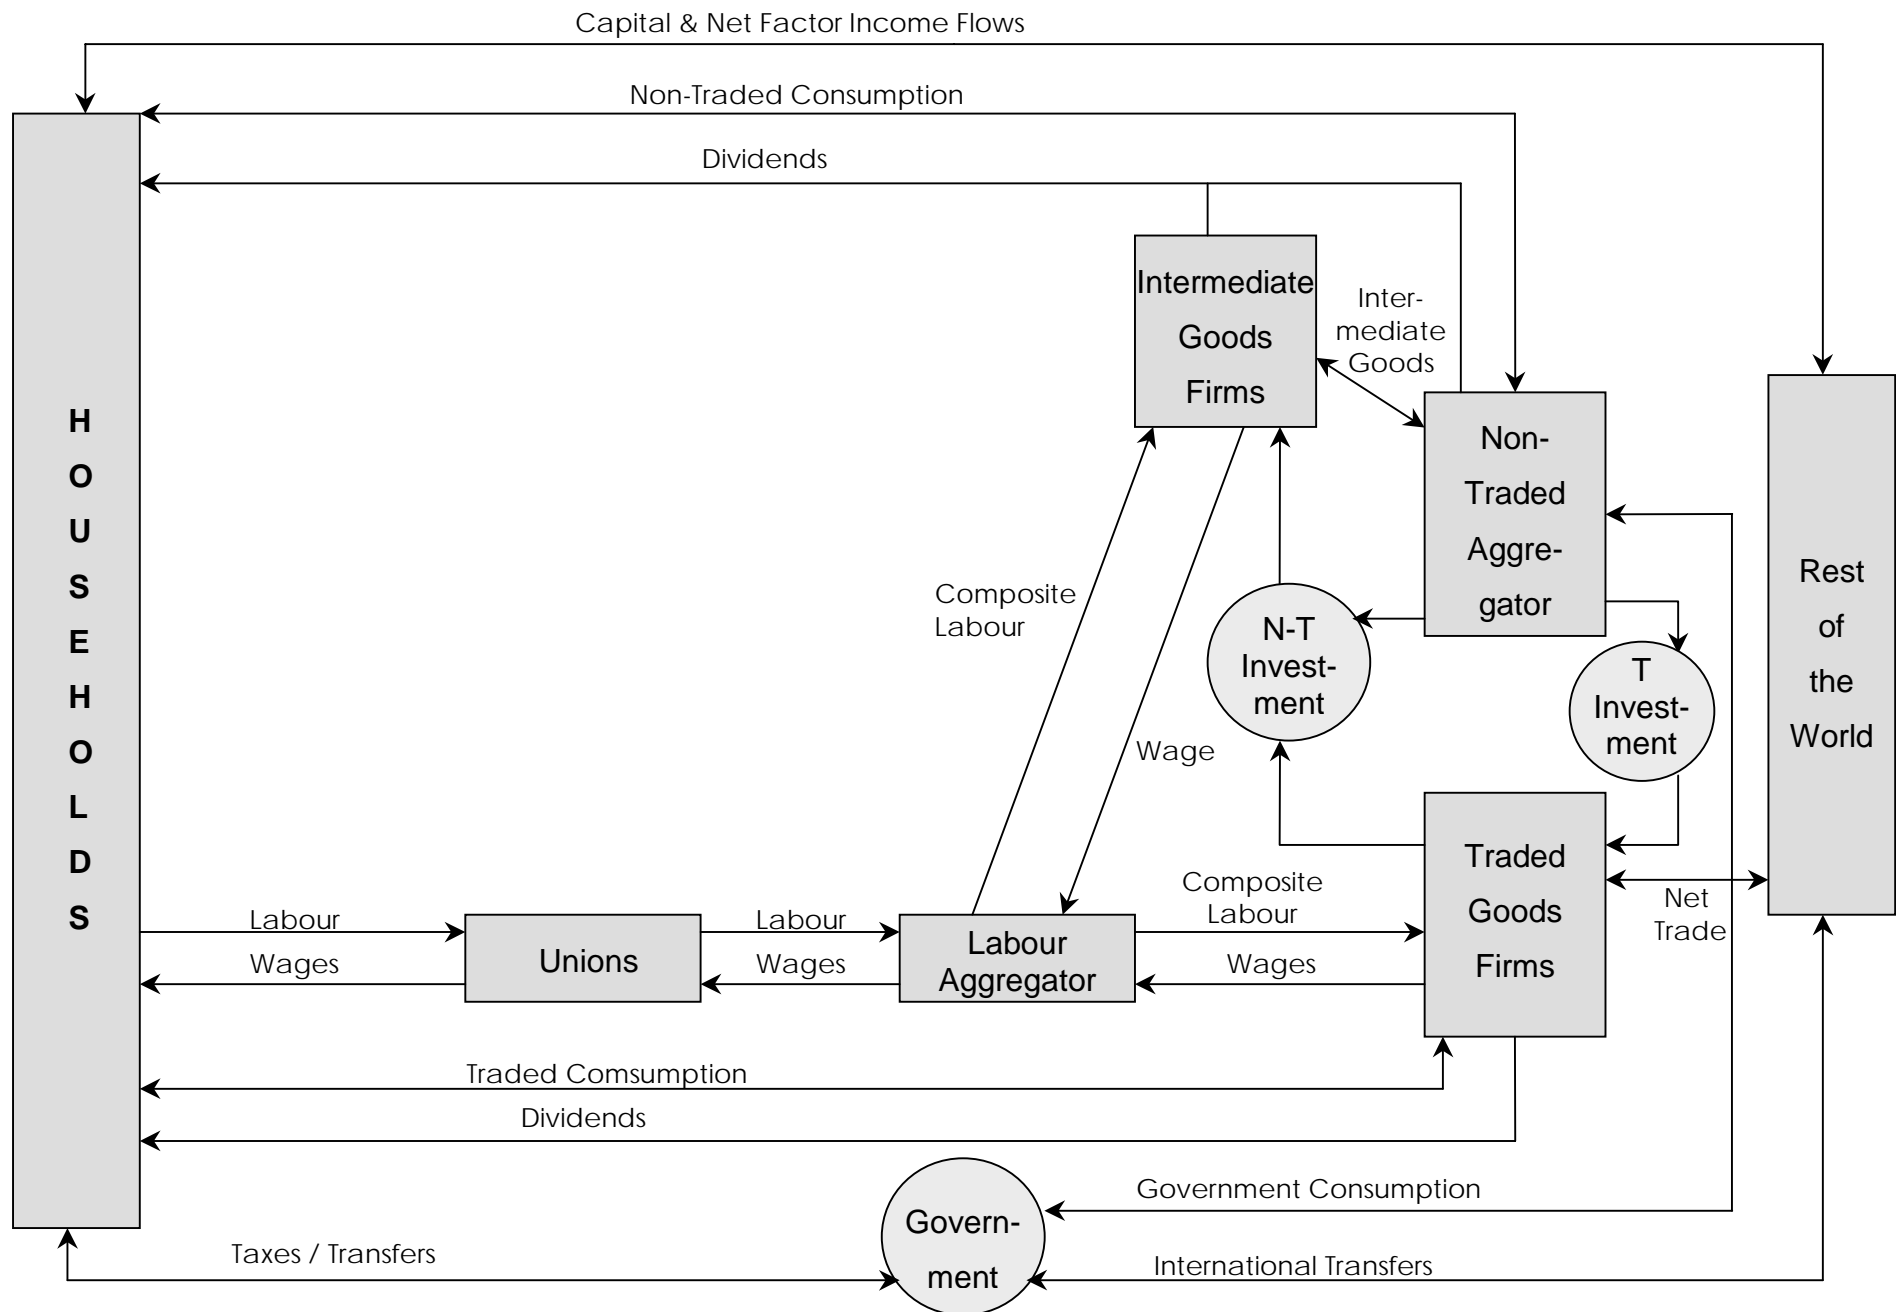 Capital & Net Factor Income Flows
Non-Traded Consumption
Dividends
Intermediate
Goods
Firms
Inter-
mediate
Goods
Non-
Traded
Aggre-
gator
H
O
U
S
E
H
O
L
D
S
Rest
of
the
World
Composite
Labour
N-T
Invest-
ment
T
Invest-
ment
Wage
Traded
Goods
Firms
Composite
Labour
Net
Trade
Labour
Labour
Unions
Labour
Aggregator
Wages
Wages
Wages
Traded Comsumption
Dividends
Government Consumption
Govern-
ment
Taxes / Transfers
International Transfers